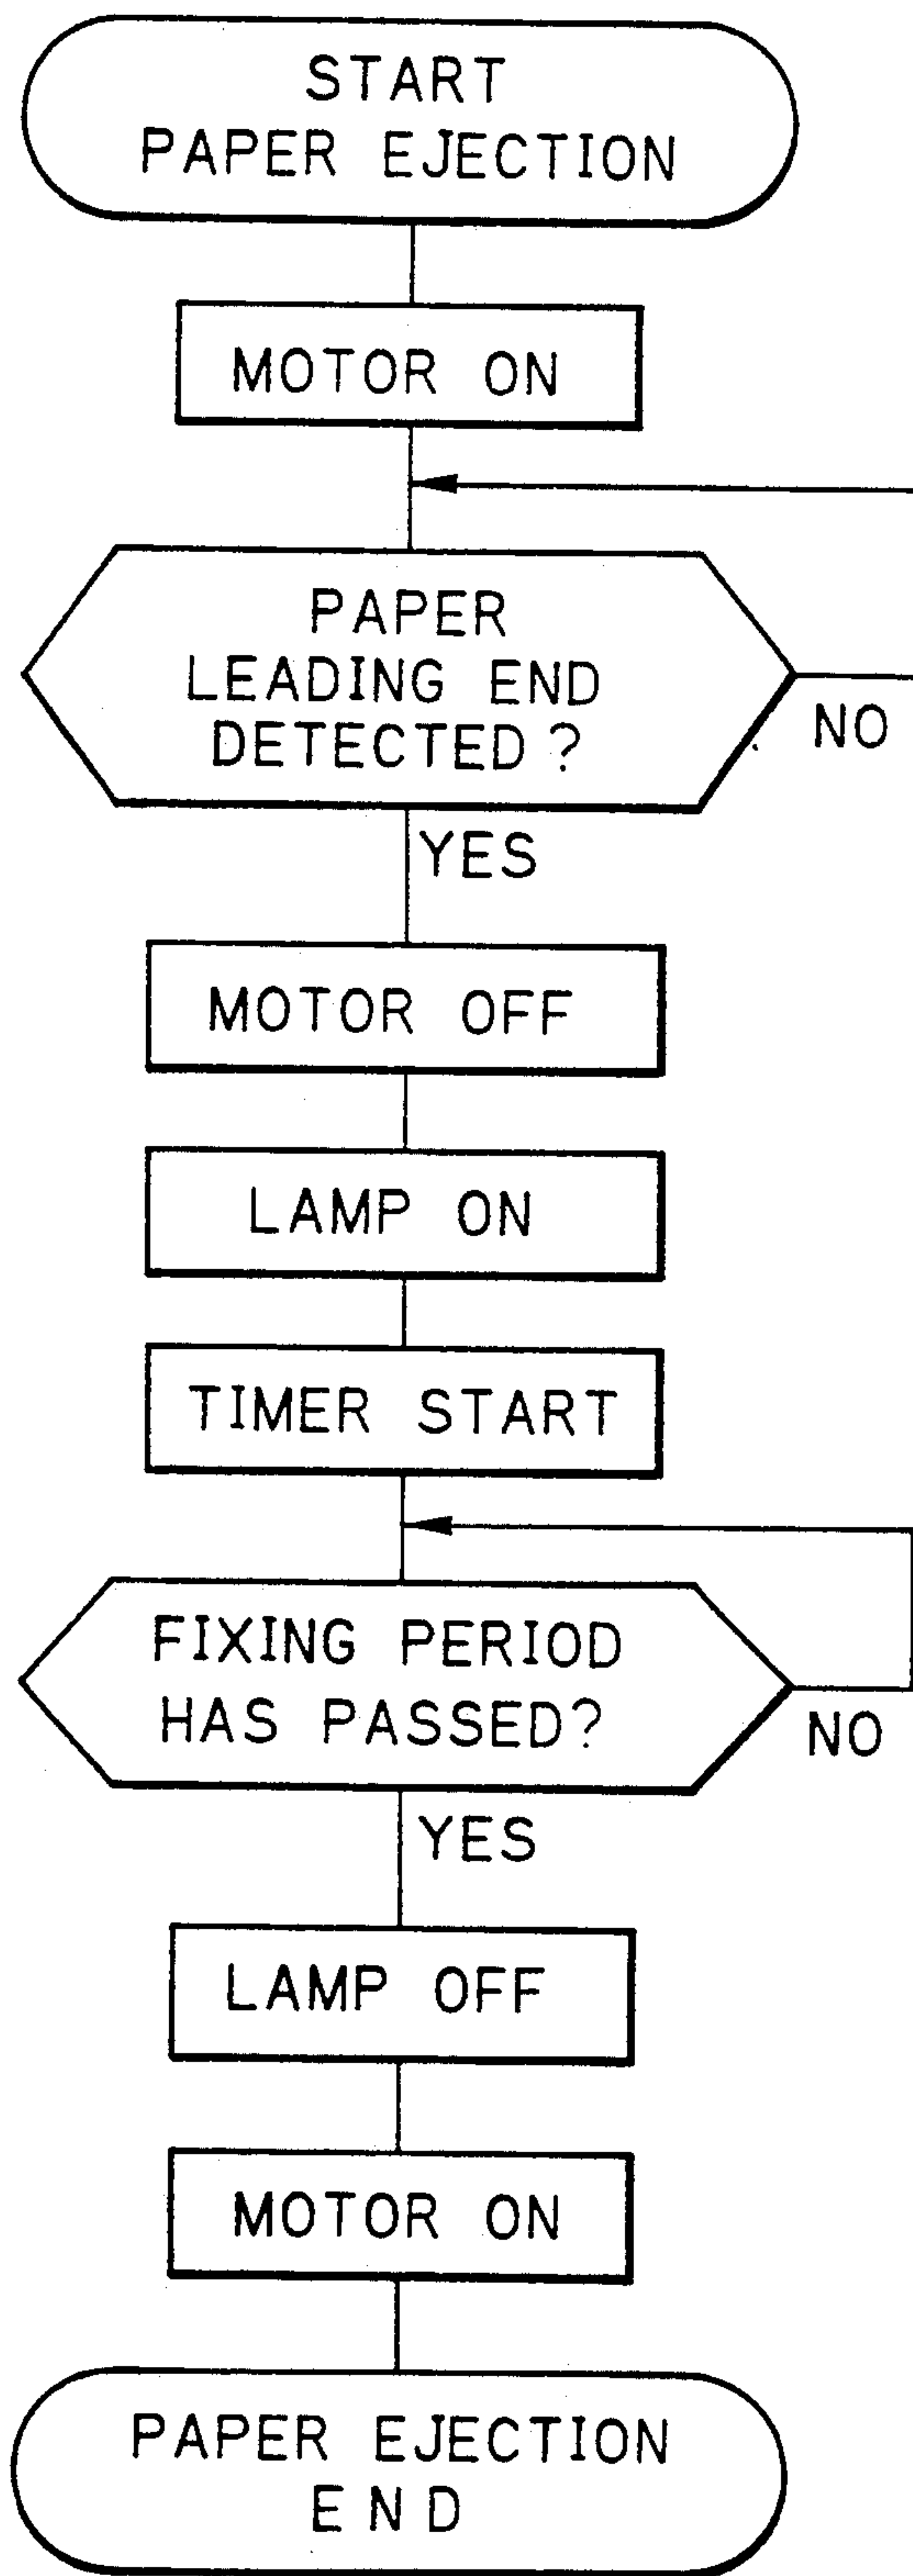 START
PAPER EJECTION
MOTOR ON
PAPER
LEADING END
DETECTED?
NO
YES
MOTOR OFF
LAMP ON
TIMER START
FIXING PERIOD
HAS PASSED?
NO
YES
LAMP OFF
MOTOR ON
PAPER EJECTION
END